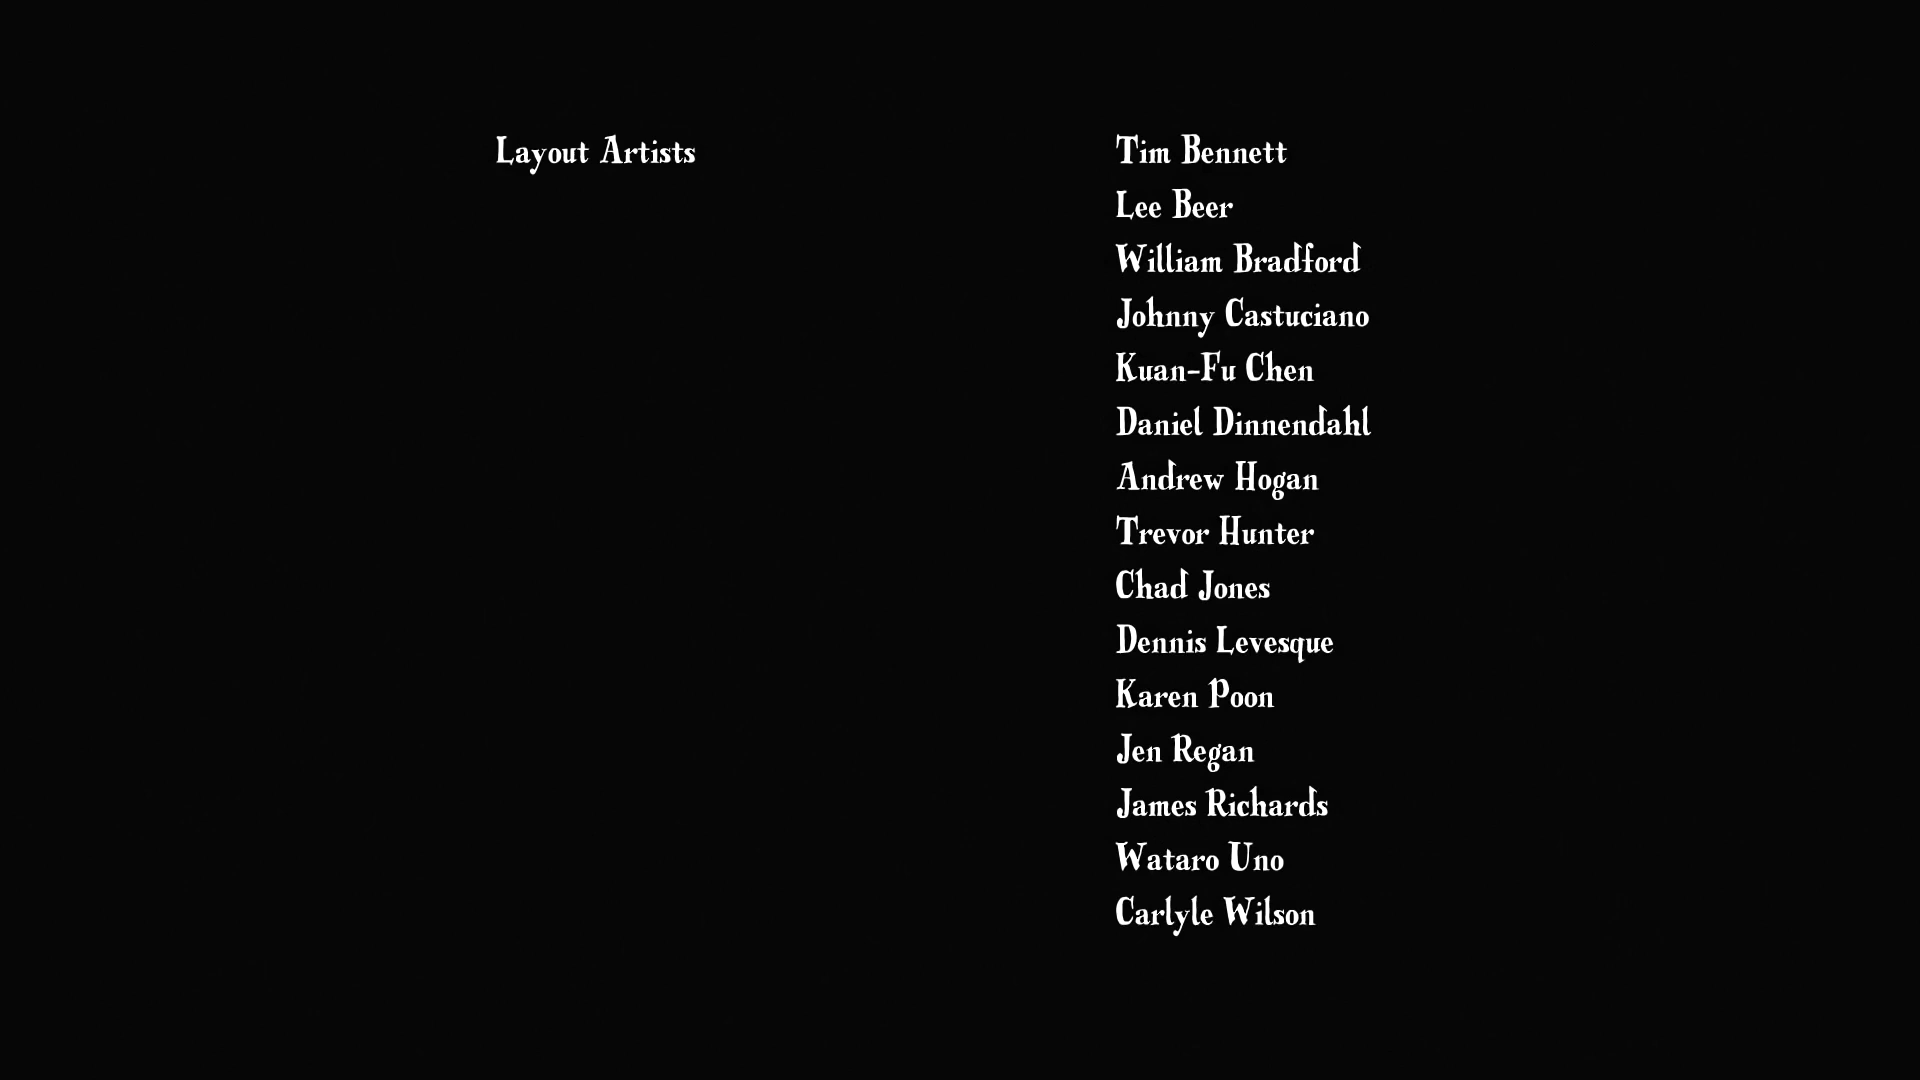 Layout Artists
Tim Bennett
Lee Beer
William Bradford
Johnny Castuciano
Kuan-Fu Chen
Daniel Dinnendahl
Andrew Hogan
Trevor Hunter
Chad Jones
Dennis Levesque
Karen Poon
Jen Regan
James Richards
Wataro Uno
Carlyle Wilson